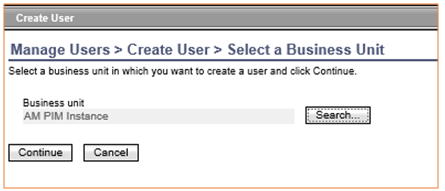 Create User
Manage Users > Create User > Select a Business Unit
Select a business unit in which you want to create a user and click Continue.
Business unit
AM PIM Instance
Search...
Continue
Cancel